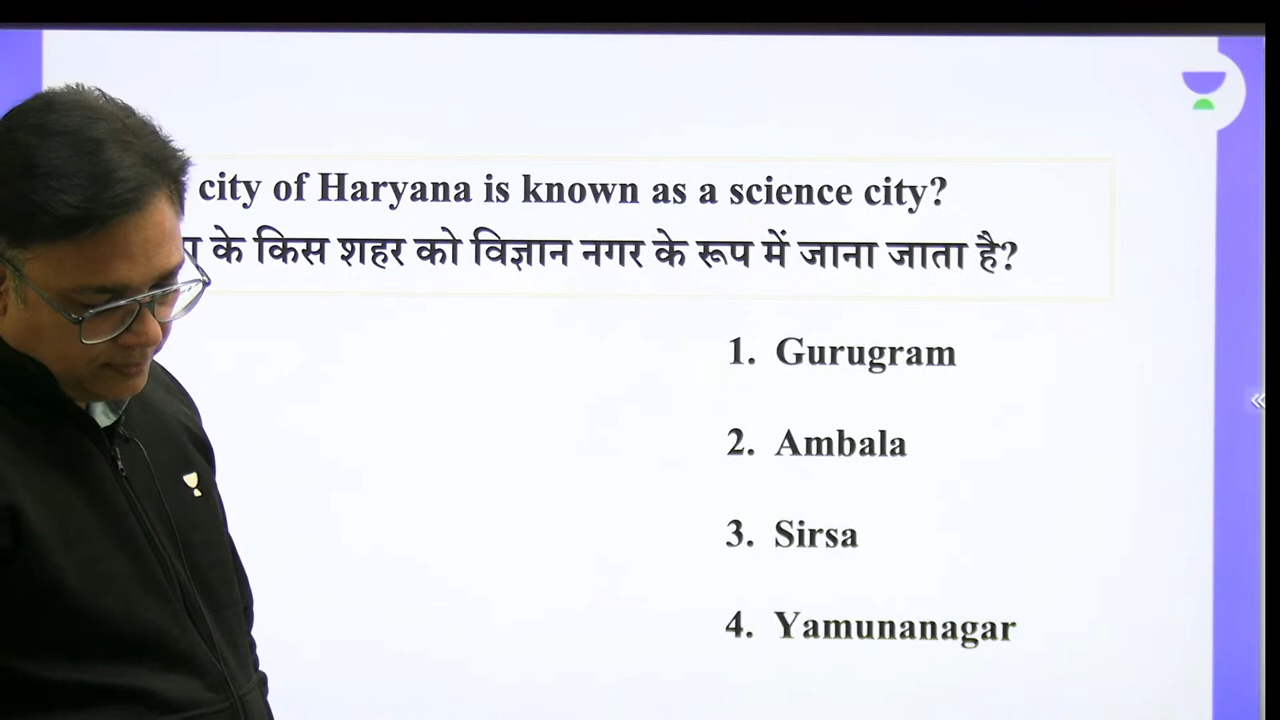 city of Haryana is known as a science city?
के किस शहर को विज्ञान नगर के रूप में जाना जाता है?
1. Gurugram
2. Ambala
3. Sirsa
4. Yamunanagar